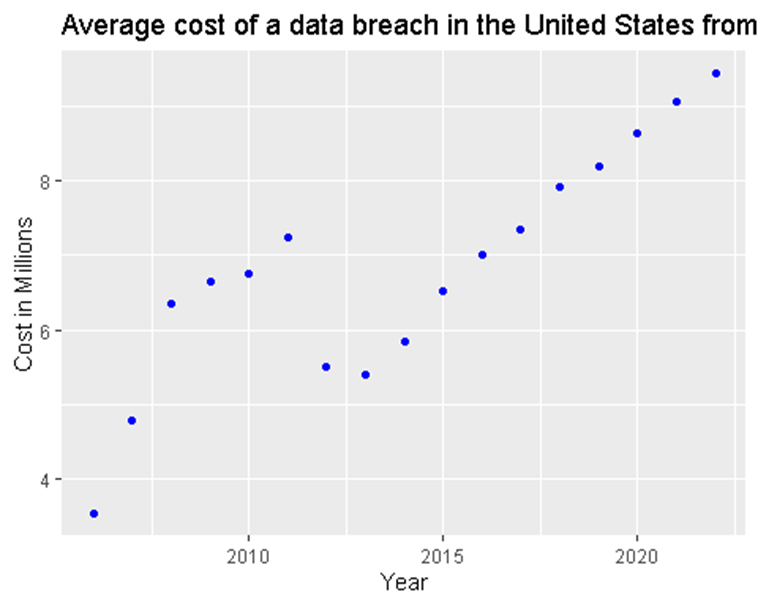 Average cost of a data breach in the United States from
8
6
4
Cost in Millions
2010 2015 2020
Year